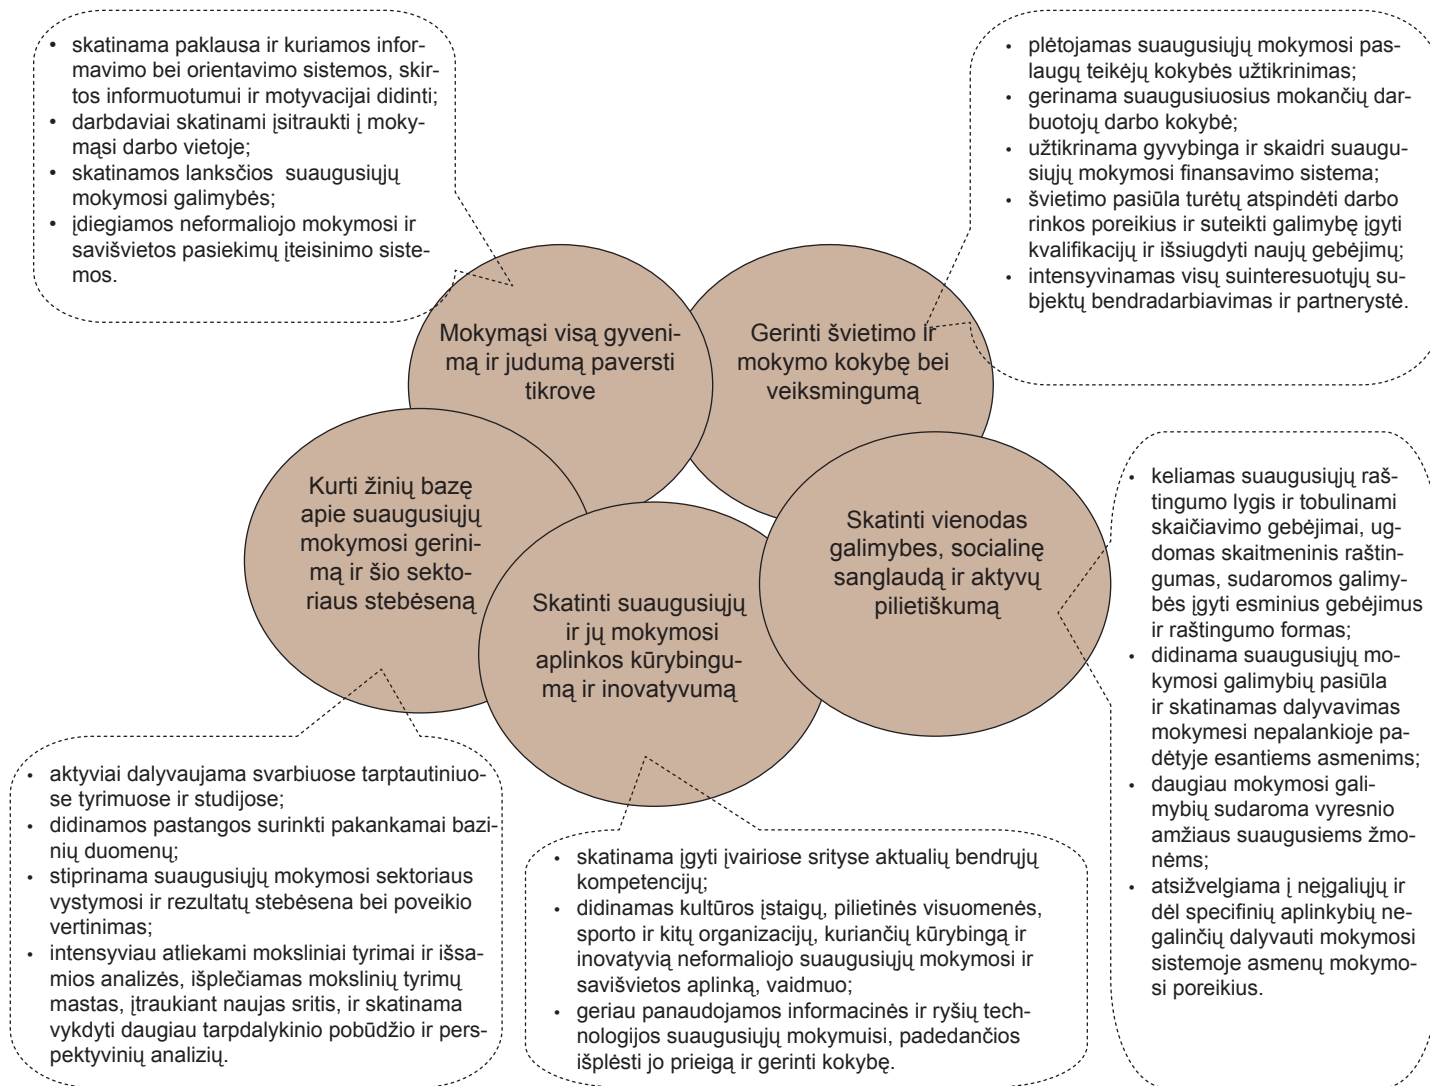 • skatinama paklausa ir kuriamos infor-
mavimo bei orientavimo sistemos, skir-
tos informuotumui ir motyvacijai didinti;
• darbdaviai skatinami įsitraukti į moky-
mąsi darbo vietoje;
• skatinamos lanksčios suaugusiųjų
mokymosi galimybės;
• įdiegiamos neformaliojo mokymosi ir
savišvietos pasiekimų įteisinimo siste-
mos.
• plėtojamas suaugusiųjų mokymosi pas-
laugų teikėjų kokybės užtikrinimas;
• gerinama suaugusiuosius mokančių dar-
buotojų darbo kokybė;
• užtikrinama gyvybinga ir skaidri suaugu-
siųjų mokymosi finansavimo sistema;
• švietimo pasiūla turėtų atspindėti darbo
rinkos poreikius ir suteikti galimybę įgyti
kvalifikacijų ir išsiugdyti naujų gebėjimų;
• intensyvinamas visų suinteresuotųjų su-
bjektų bendradarbiavimas ir partnerystė.
Mokymąsi visą gyveni-
mą ir judumą paversti
tikrove
Gerinti švietimo ir
mokymo kokybę bei
veiksmingumą
Kurti žinių bazę
apie suaugusiųjų
mokymosi gerini-
mą ir šio sekto-
riaus stebėseną
Skatinti suaugusiųjų
ir jų mokymosi
aplinkos kūrybingu-
mą ir inovatyvumą
Skatinti vienodas
galimybes, socialinę
sanglaudą ir aktyvų
pilietiškumą
• keliamas suaugusiųjų raš-
tingumo lygis ir tobulinami
skaičiavimo gebėjimai, ug-
domas skaitmeninis raštin-
gumas, sudaromos galimy-
bės įgyti esminius gebėjimus
ir raštingumo formas;
• didinama suaugusiųjų mo-
kymosi galimybių pasiūla
ir skatinamas dalyvavimas
mokymesi nepalankioje pa-
dėtyje esantiems asmenims;
• daugiau mokymosi gali-
mybių sudaroma vyresnio
amžiaus suaugusiems žmo-
nėms;
• atsižvelgiama į neįgaliųjų ir
dėl specifinių aplinkybių ne-
galinčių dalyvauti mokymosi
sistemoje asmenų mokymo-
si poreikius.
• aktyviai dalyvaujama svarbiuose tarptautiniuo-
se tyrimuose ir studijose;
• didinamos pastangos surinkti pakankamai bazi-
nių duomenų;
• stiprinama suaugusiųjų mokymosi sektoriaus
vystymosi ir rezultatų stebėsena bei poveikio
vertinimas;
• intensyviau atliekami moksliniai tyrimai ir išsa-
mios analizės, išplečiamas mokslinių tyrimų
mastas, įtraukiant naujas sritis, ir skatinama
vykdyti daugiau tarpdalykinio pobūdžio ir pers-
pektyvinių analizių.
• skatinama įgyti įvairiose srityse aktualių bendrųjų
kompetencijų;
• didinamas kultūros įstaigų, pilietinės visuomenės,
sporto ir kitų organizacijų, kuriančių kūrybingą ir
inovatyvią neformaliojo suaugusiųjų mokymosi ir
savišvietos aplinką, vaidmuo;
• geriau panaudojamos informacinės ir ryšių tech-
nologijos suaugusiųjų mokymuisi, padedančios
išplėsti jo prieigą ir gerinti kokybę.